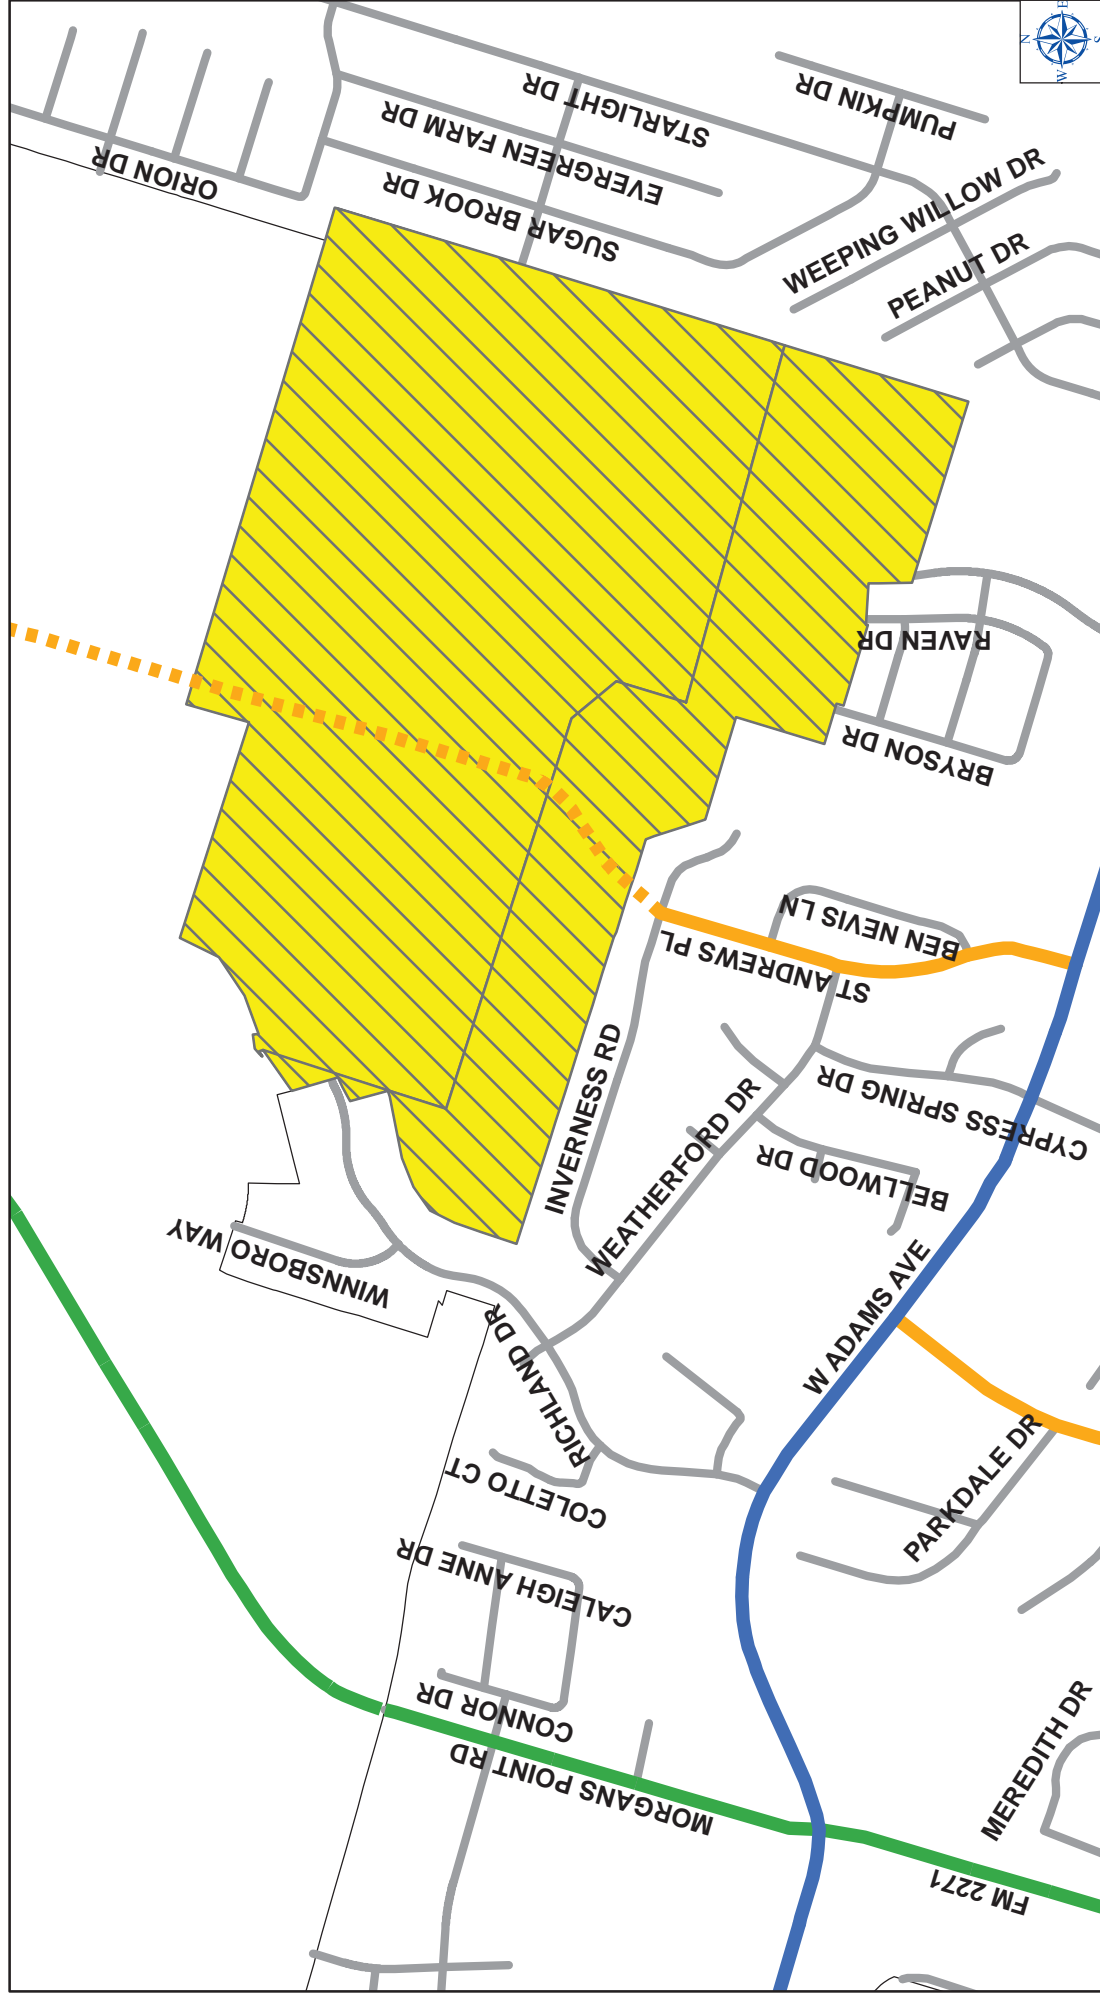 E
N
S
W
STARLIGHT DR
PUMPKIN DR
EVERGREEN FARM DR
ORION DR
SUGAR BROOK DR
WEEPING WILLOW DR
PEANUT DR
RAVEN DR
BRYSON DR
BEN NEVIS LN
ST ANDREWS PL
INVERNESS RD
CYPRESS SPRING DR
WEATHERFORD DR
BELLWOOD DR
WINNSBORO WAY
W ADAMS AVE
RICHLAND DR
COLETTO CT
PARKDALE DR
CALEIGH ANNE DR
CONNOR DR
MORGANS POINT RD
MEREDITH DR
FM 2271